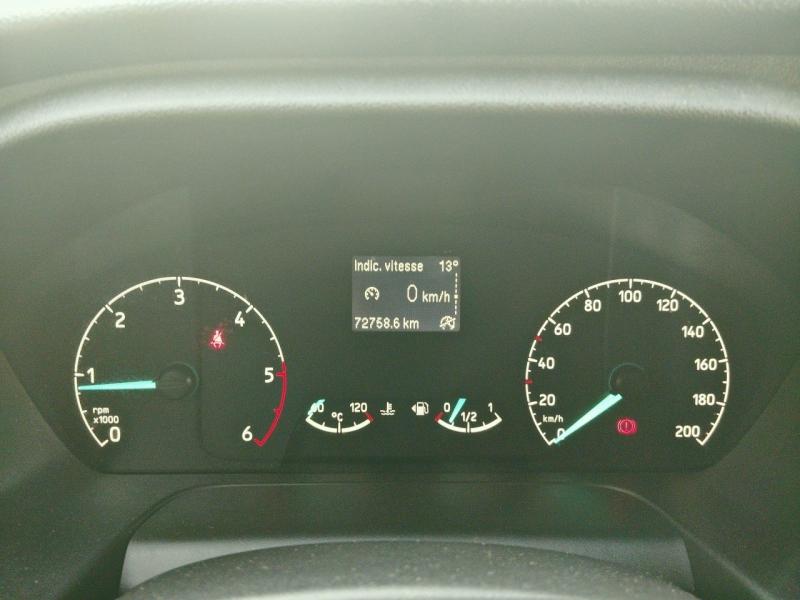 Indic. vitesse 13°
0 km/h
72758.6 km
0 1 2 3 4 5 6
rpm
x1000
120
°C
0 1/2 1
0 20 40 60 80 100 120 140 160 180 200
km/h